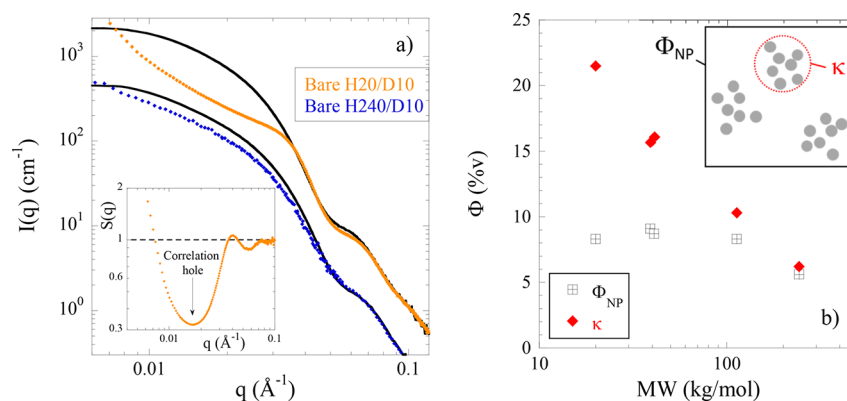 a)
Bare H20/D10
Bare H240/D10
I(q) (cm⁻¹)
10³
10²
10¹
10⁰
S(q)
2
1
0.6
0.3
Correlation
hole
0.01
0.1
q (Å⁻¹)
0.01
0.1
q (Å⁻¹)
Φ (%v)
25
20
15
10
5
0
Φ_NP
κ
Φ_NP
κ
b)
10
100
MW (kg/mol)